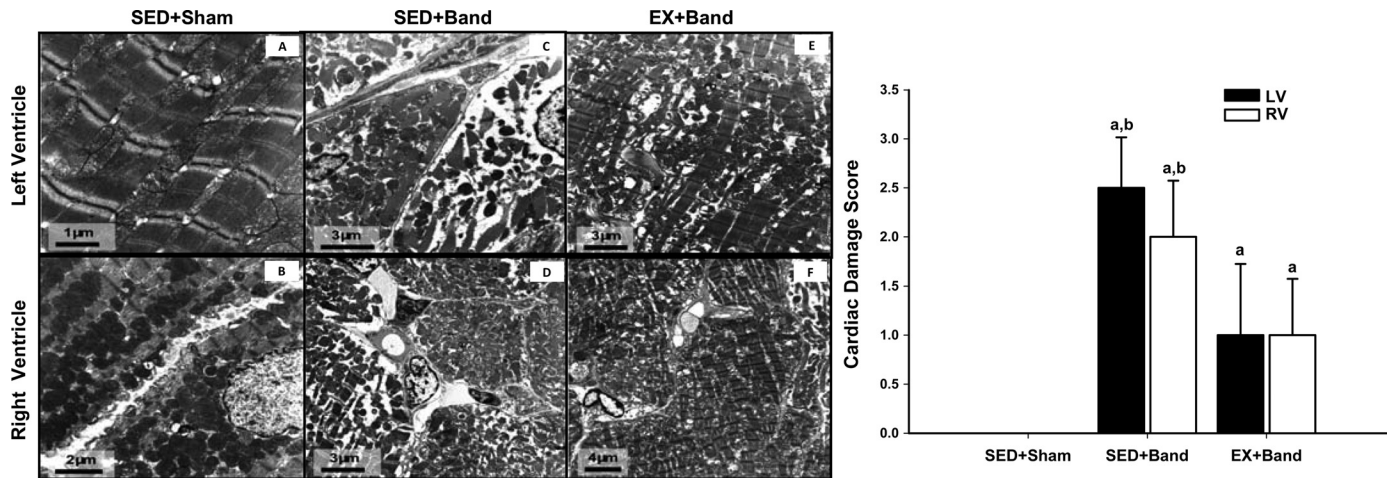 SED+Sham
SED+Band
EX+Band
Left Ventricle
A
C
E
1µm
3µm
3µm
Right Ventricle
B
D
F
2µm
3µm
4µm
Cardiac Damage Score
3.5
3.0
2.5
2.0
1.5
1.0
0.5
0.0
LV
RV
a,b
a,b
a
a
SED+Sham
SED+Band
EX+Band